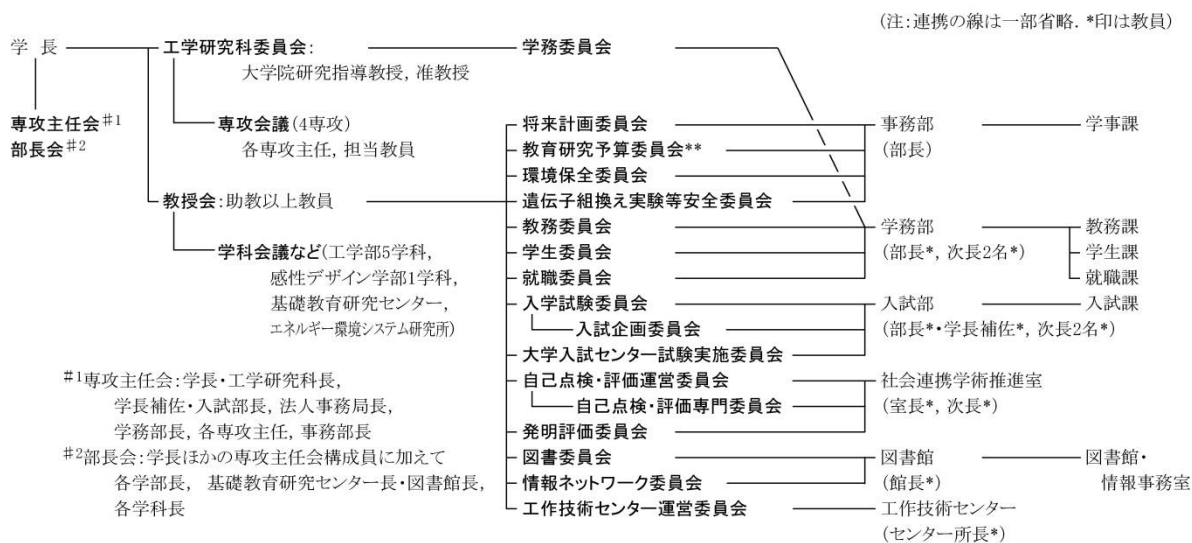 (注:連携の線は一部省略. *印は教員)
学 長
工学研究科委員会:
学務委員会
大学院研究指導教授, 准教授
専攻主任会#1
部長会#2
専攻会議(4専攻)
各専攻主任, 担当教員
教授会:助教以上教員
学科会議など(工学部5学科,
感性デザイン学部1学科,
基礎教育研究センター,
エネルギー環境システム研究所)
将来計画委員会
教育研究予算委員会**
環境保全委員会
遺伝子組換え実験等安全委員会
教務委員会
学生委員会
就職委員会
入学試験委員会
入試企画委員会
大学入試センター試験実施委員会
自己点検・評価運営委員会
自己点検・評価専門委員会
発明評価委員会
図書委員会
情報ネットワーク委員会
工作技術センター運営委員会
事務部
(部長)
学事課
学務部
(部長*, 次長2名*)
教務課
学生課
就職課
入試部
(部長*・学長補佐*, 次長2名*)
入試課
社会連携学術推進室
(室長*, 次長*)
図書館
(館長*)
図書館・
情報事務室
工作技術センター
(センター所長*)
#1専攻主任会:学長・工学研究科長,
学長補佐・入試部長, 法人事務局長,
学務部長, 各専攻主任, 事務部長
#2部長会:学長ほかの専攻主任会構成員に加えて
各学部長, 基礎教育研究センター長・図書館長,
各学科長